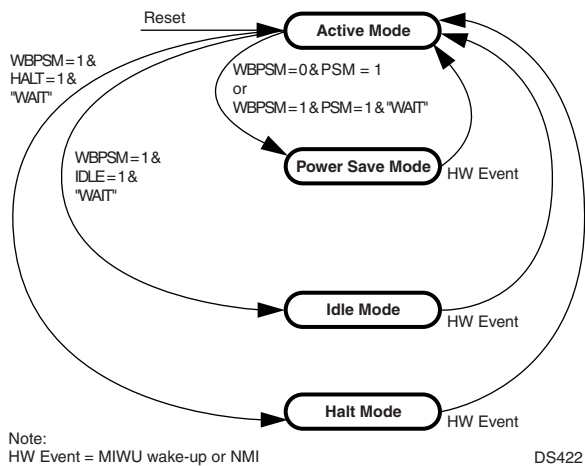 Reset
Active Mode
WBPSM=1&
HALT=1&
"WAIT"
WBPSM=0&PSM = 1
or
WBPSM=1&PSM=1&"WAIT"
WBPSM=1&
IDLE=1&
"WAIT"
Power Save Mode
HW Event
Idle Mode
HW Event
Halt Mode
HW Event
Note:
HW Event = MIWU wake-up or NMI
DS422